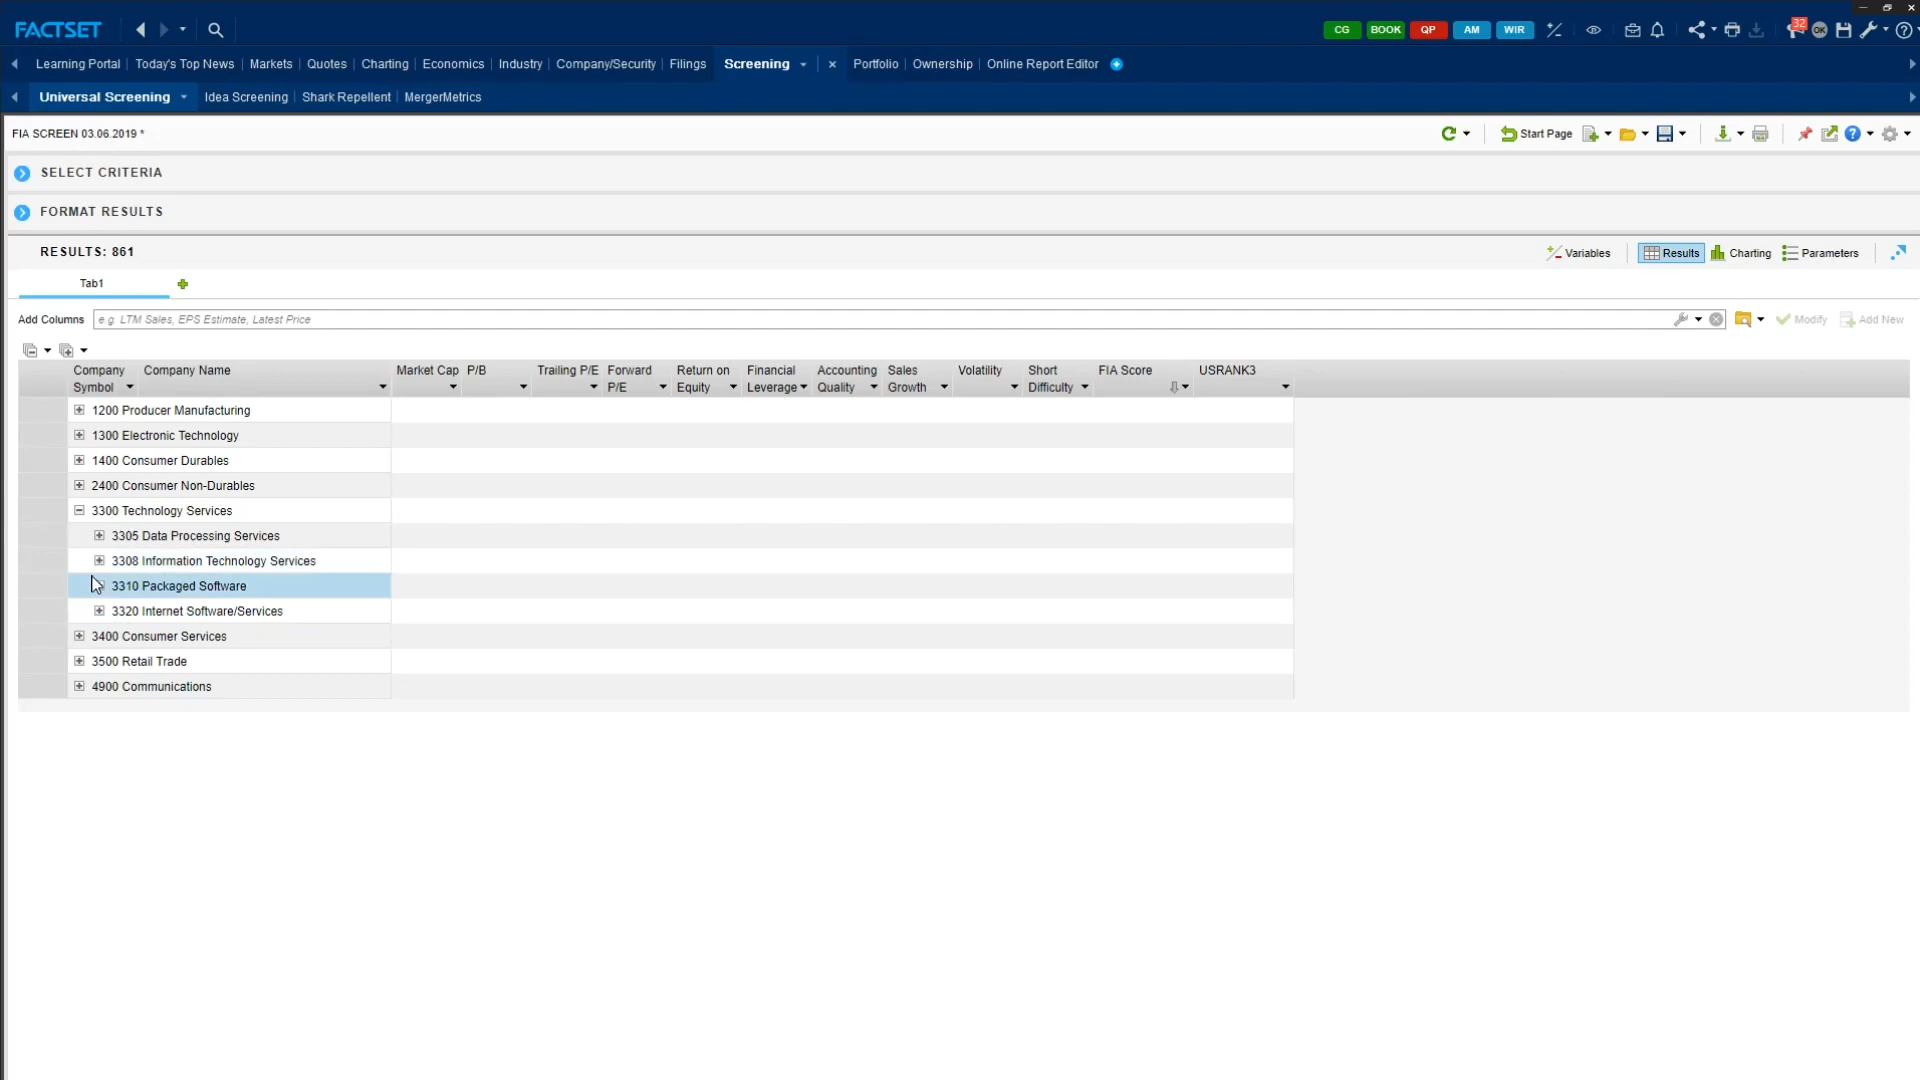 FACTSET
CG BOOK QP AM WIR 32 OK
Learning Portal Today's Top News Markets Quotes Charting Economics Industry Company/Security Filings Screening Portfolio Ownership Online Report Editor
Universal Screening Idea Screening Shark Repellent MergerMetrics
FIA SCREEN 03.06.2019 *
Start Page
SELECT CRITERIA
FORMAT RESULTS
RESULTS: 861
Variables Results Charting Parameters
Tab1
Add Columns e.g. LTM Sales, EPS Estimate, Latest Price Modify Add New
Company Company Name Market Cap P/B Trailing P/E Forward Return on Financial Accounting Sales Volatility Short FIA Score USRANK3
Symbol P/E Equity Leverage Quality Growth Difficulty
1200 Producer Manufacturing
1300 Electronic Technology
1400 Consumer Durables
2400 Consumer Non-Durables
3300 Technology Services
3305 Data Processing Services
3308 Information Technology Services
3310 Packaged Software
3320 Internet Software/Services
3400 Consumer Services
3500 Retail Trade
4900 Communications